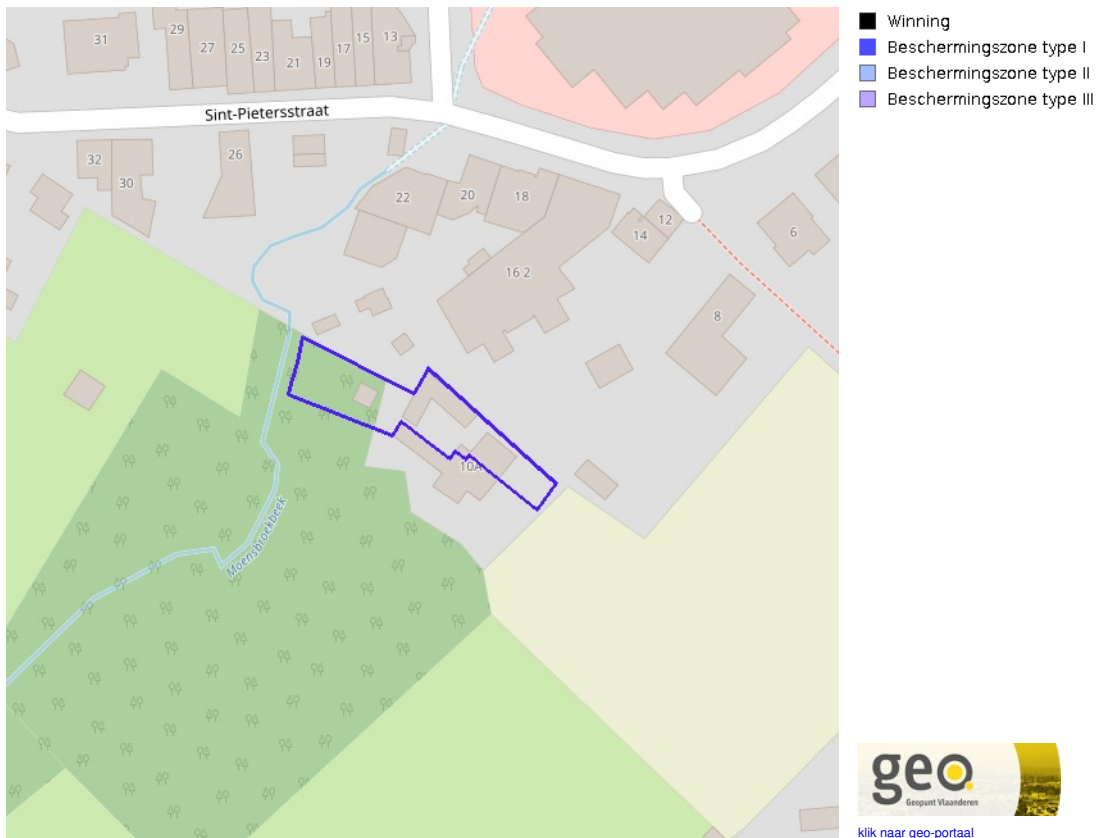 31
29
27
25
23
21
19
17
15
13
Sint-Pietersstraat
32
30
26
22
20
18
16 2
14
12
6
8
10A
Moensbroekbeek
Winning
Beschermingszone type I
Beschermingszone type II
Beschermingszone type III
geo.
Geopunt Vlaanderen
klik naar geo-portaal